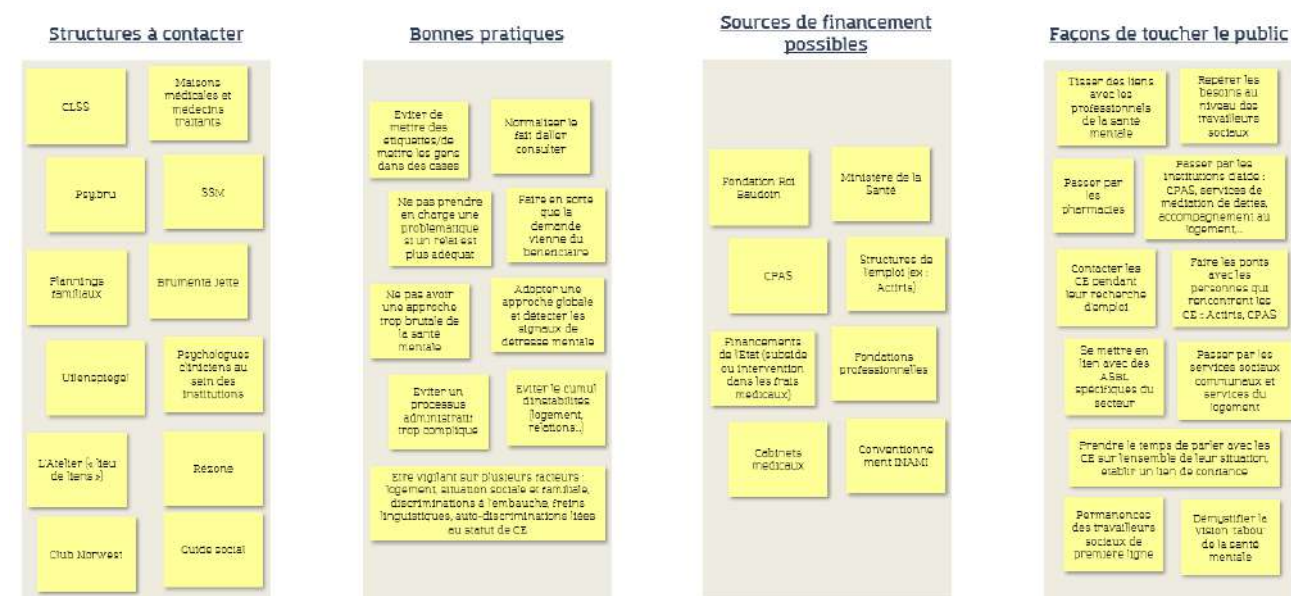 Structures à contacter
CLSS
Maisons
médicales et
médecins
traitants
Psy.bru
SSM
Plannings
familiaux
Brumenta Jette
Uilenspiegel
Psychologues
cliniciens au
sein des
institutions
L'Atelier (« lieu
de liens »)
Rézone
Club Norwest
Guide social
Bonnes pratiques
Eviter de
mettre des
étiquettes/de
mettre les gens
dans des cases
Normaliser le
fait d'aller
consulter
Ne pas prendre
en charge une
problématique
si un relai est
plus adéquat
Faire en sorte
que la
demande
vienne du
bénéficiaire
Ne pas avoir
une approche
trop brutale de
la santé
mentale
Adopter une
approche globale
et détecter les
signaux de
détresse mentale
Eviter un
processus
administratif
trop compliqué
Eviter le cumul
d'instabilités
(logement,
relations…)
Etre vigilant sur plusieurs facteurs :
logement, situation sociale et familiale,
discriminations à l'embauche, freins
linguistiques, auto-discriminations liées
au statut de CE
Sources de financement
possibles
Fondation Roi
Baudoin
Ministère de la
Santé
CPAS
Structures de
l'emploi (ex :
Actiris)
Financements
de l'Etat (subside
ou intervention
dans les frais
médicaux)
Fondations
professionnelles
Cabinets
médicaux
Conventionne
ment INAMI
Façons de toucher le public
Tisser des liens
avec les
professionnels
de la santé
mentale
Repérer les
besoins au
niveau des
travailleurs
sociaux
Passer par
les
pharmacies
Passer par les
institutions d'aide :
CPAS, services de
médiation de dettes,
accompagnement au
logement,…
Contacter les
CE pendant
leur recherche
d'emploi
Faire les ponts
avec les
personnes qui
rencontrent les
CE : Actiris, CPAS
Se mettre en
lien avec des
ASBL
spécifiques du
secteur
Passer par les
services sociaux
communaux et
services du
logement
Prendre le temps de parler avec les
CE sur l'ensemble de leur situation,
établir un lien de confiance
Permanences
des travailleurs
sociaux de
première ligne
Démystifier la
vision 'tabou'
de la santé
mentale